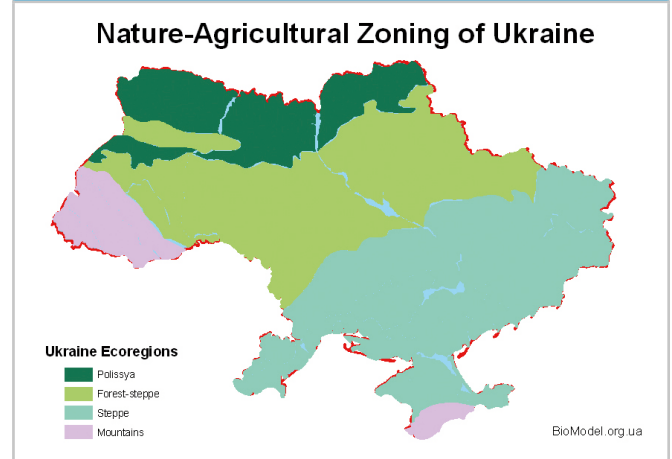 Nature-Agricultural Zoning of Ukraine
Ukraine Ecoregions
Polissya
Forest-steppe
Steppe
Mountains
BioModel.org.ua